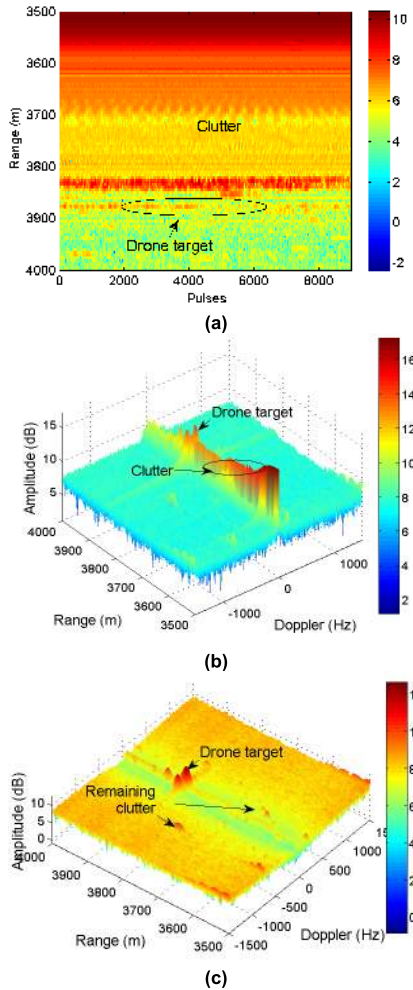 3500
3600
3700
3800
3900
4000
Range (m)
Clutter
Drone target
0 2000 4000 6000 8000
Pulses
10
8
6
4
2
0
-2
(a)
15
10
5
Amplitude (dB)
Drone target
Clutter
4000
3900
3800
3700
3600
3500
Range (m)
-1000
0
1000
Doppler (Hz)
16
14
12
10
8
6
4
2
(b)
10
5
0
Amplitude (dB)
Drone target
Remaining
clutter
4000
3900
3800
3700
3600
3500
Range (m)
-1500
-1000
-500
0
500
1000
Doppler (Hz)
8
6
4
2
0
(c)